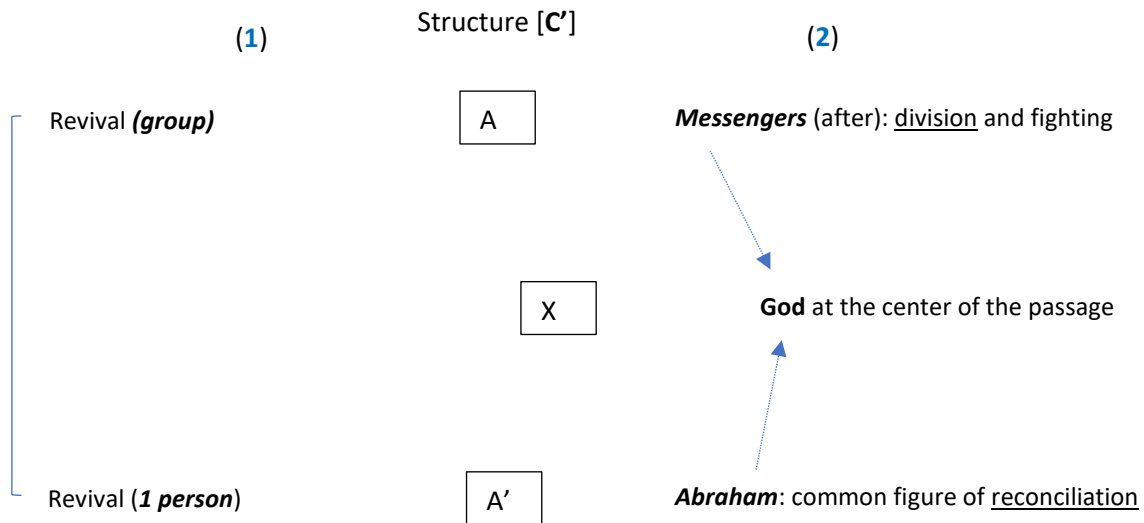 Structure [C’]
(1)
(2)
Revival (group)
A
Messengers (after): division and fighting
X
God at the center of the passage
Revival (1 person)
A’
Abraham: common figure of reconciliation